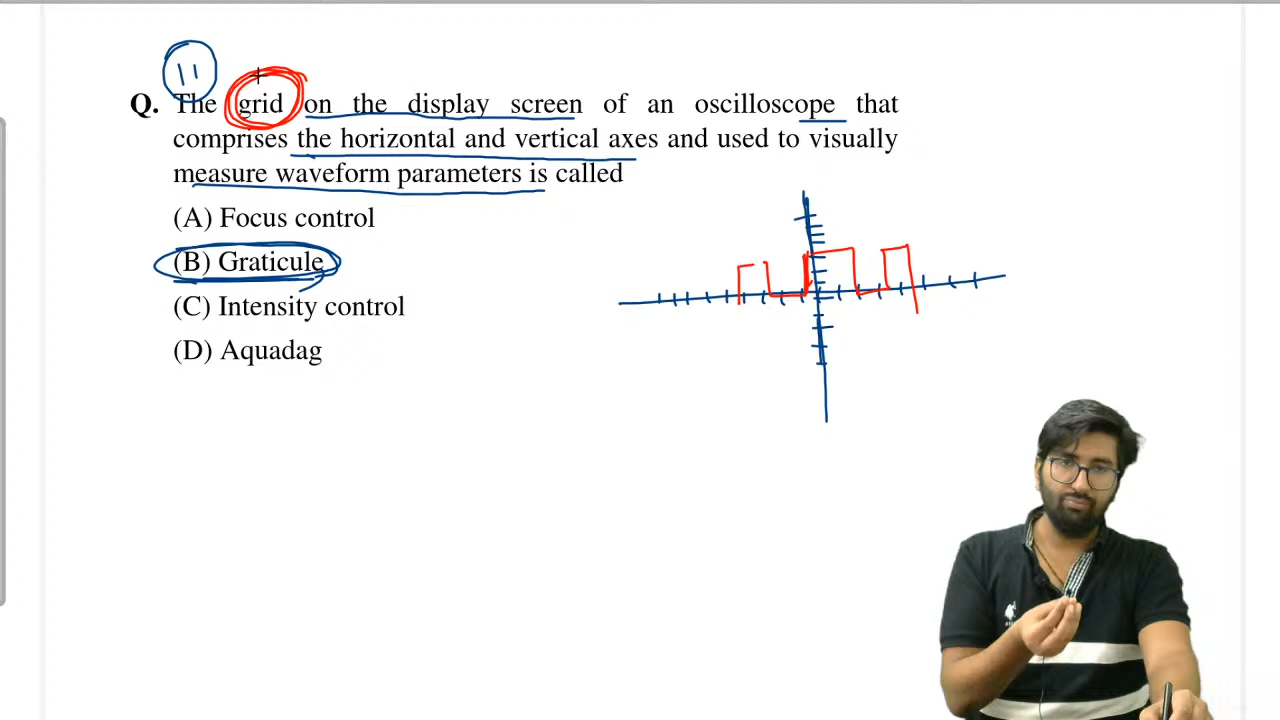 11
Q. The grid on the display screen of an oscilloscope that
comprises the horizontal and vertical axes and used to visually
measure waveform parameters is called
(A) Focus control
(B) Graticule
(C) Intensity control
(D) Aquadag